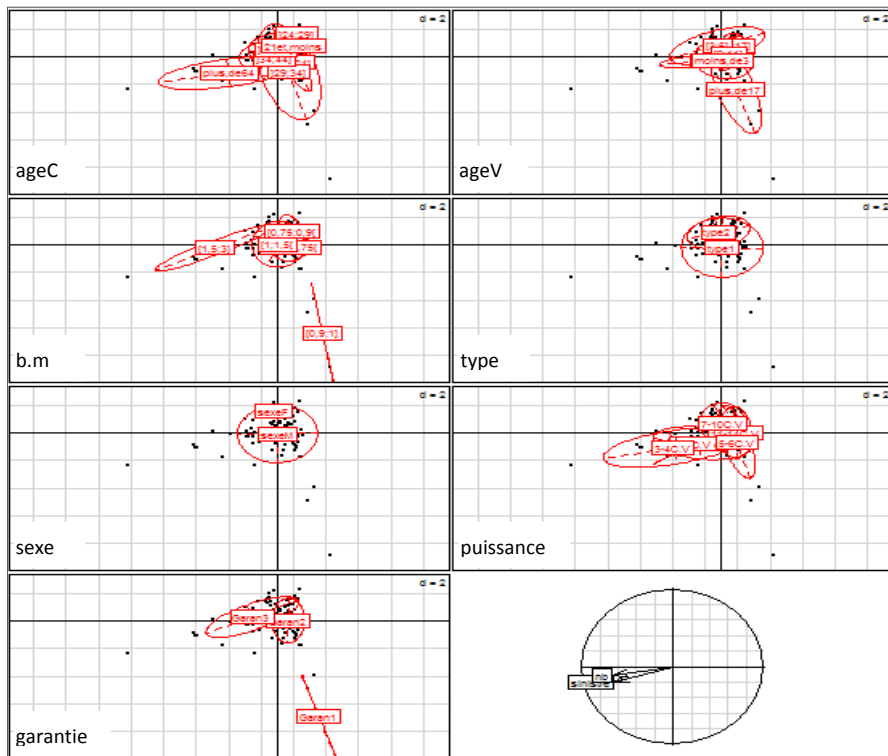 d = 2
[24:29[
21et,moins
[34:44[
plus,de64
[29:34[
ageC
d = 2
moins,de3
plus,de17
ageV
d = 2
[0,75:0,9[
[1;1,5[
75[
[1,5:3[
[0,9:1[
b.m
d = 2
type2
type1
type
d = 2
sexeF
sexeM
sexe
d = 2
7-10C.V
3-4C.V
5-6C.V
puissance
d = 2
Garan3
Garan2
Garan1
garantie
nb
sinistre